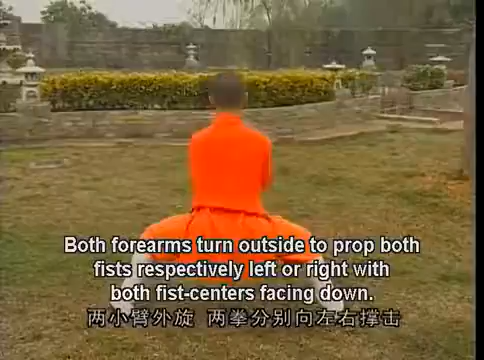 Both forearms turn outside to prop both
fists respectively left or right with
both fist-centers facing down.
两小臂外旋 两拳分别向左右撑击